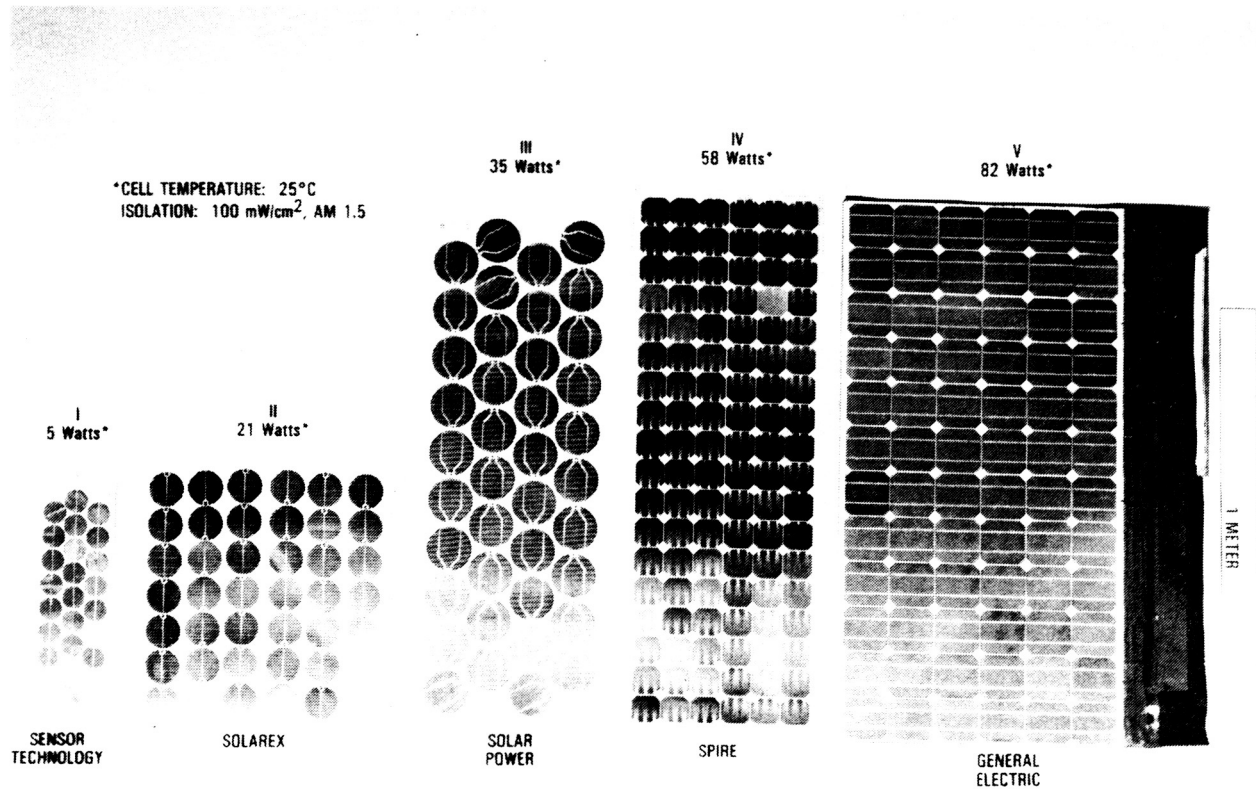 *CELL TEMPERATURE: 25°C
ISOLATION: 100 mW/cm², AM 1.5
I
5 Watts*
II
21 Watts*
III
35 Watts*
IV
58 Watts*
V
82 Watts*
1 METER
SENSOR
TECHNOLOGY
SOLAREX
SOLAR
POWER
SPIRE
GENERAL
ELECTRIC